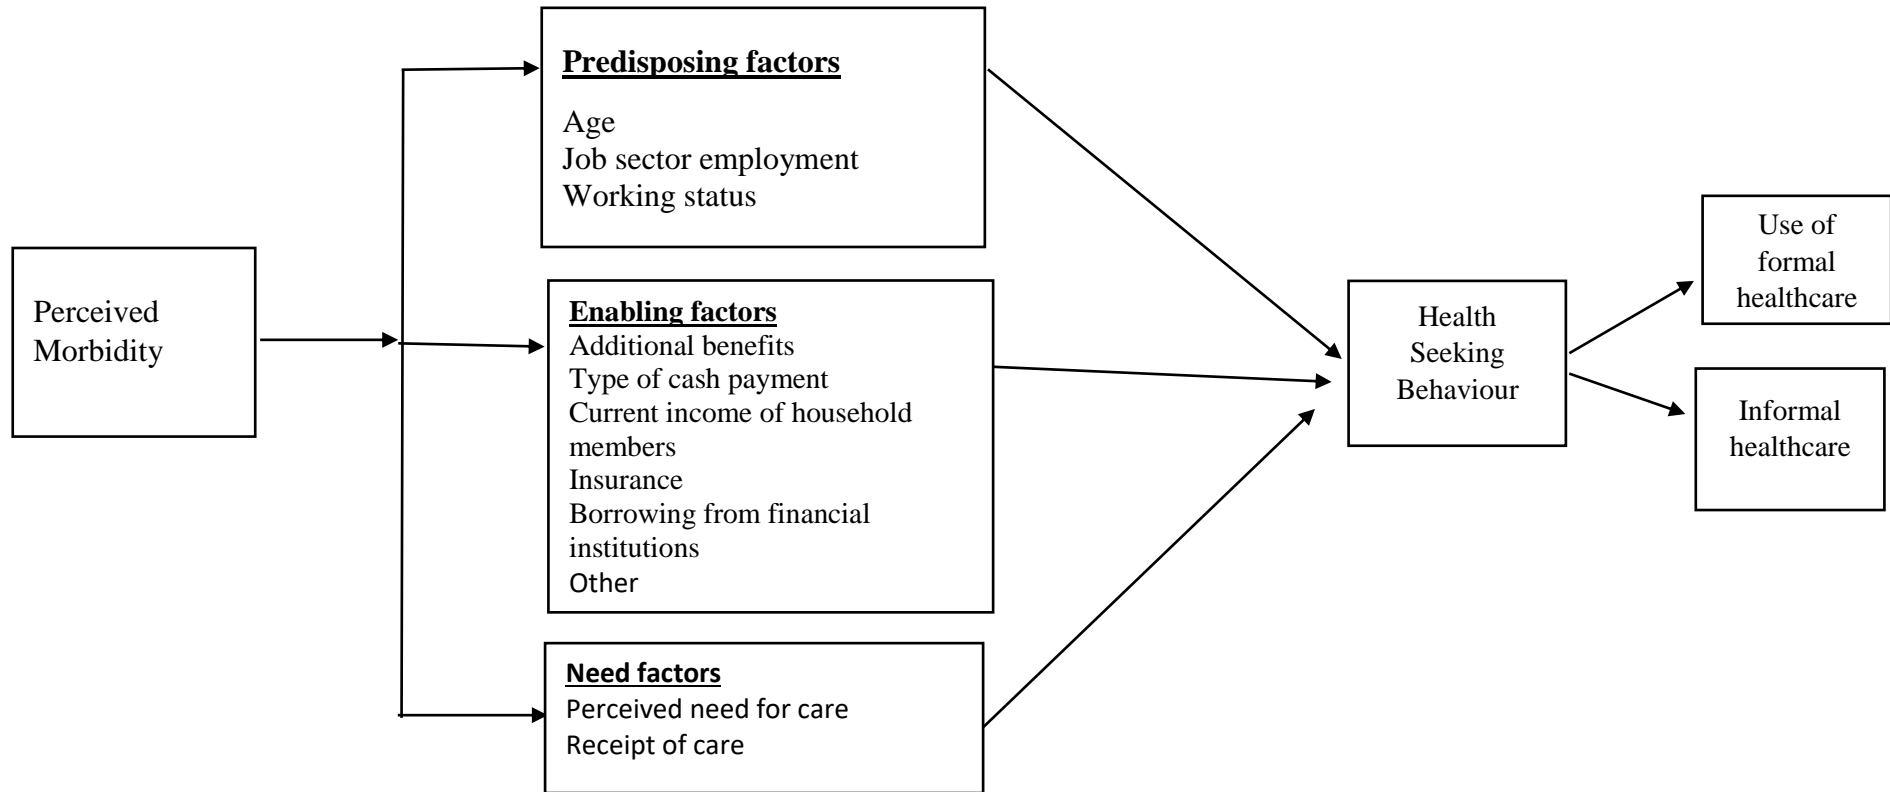 Perceived
Morbidity
Predisposing factors
Age
Job sector employment
Working status
Enabling factors
Additional benefits
Type of cash payment
Current income of household
members
Insurance
Borrowing from financial
institutions
Other
Need factors
Perceived need for care
Receipt of care
Health
Seeking
Behaviour
Use of
formal
healthcare
Informal
healthcare